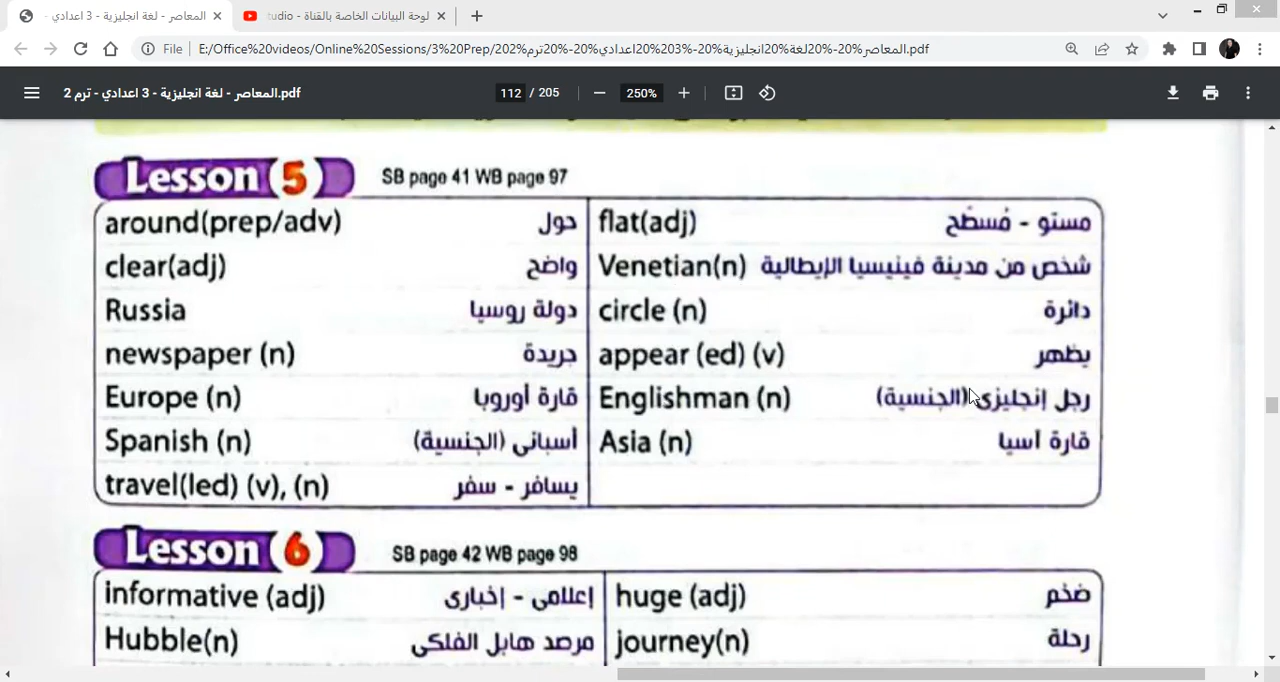 المعاصر - لغة انجليزية - 3 اعدادي -
لوحة البيانات الخاصة بالقناة - tudio
File
E:/Office%20videos/Online%20Sessions/3%20Prep/202المعاصر%20-%20لغة%20انجليزية%20-%203%20اعدادي%20-%20ترم%.pdf
المعاصر - لغة انجليزية - 3 اعدادي - ترم 2.pdf
112 / 205
250%
Lesson (5) SB page 41 WB page 97
around(prep/adv) حول flat(adj) مستو - مُسطّح
clear(adj) واضح Venetian(n) شخص من مدينة فينيسيا الإيطالية
Russia دولة روسيا circle (n) دائرة
newspaper (n) جريدة appear (ed) (v) يظهر
Europe (n) قارة أوروبا Englishman (n) رجل إنجليزى (الجنسية)
Spanish (n) أسبانى (الجنسية) Asia (n) قارة آسيا
travel(led) (v), (n) يسافر - سفر
Lesson (6) SB page 42 WB page 98
informative (adj) إعلامى - إخبارى huge (adj) ضخم
Hubble(n) مرصد هابل الفلكى journey(n) رحلة